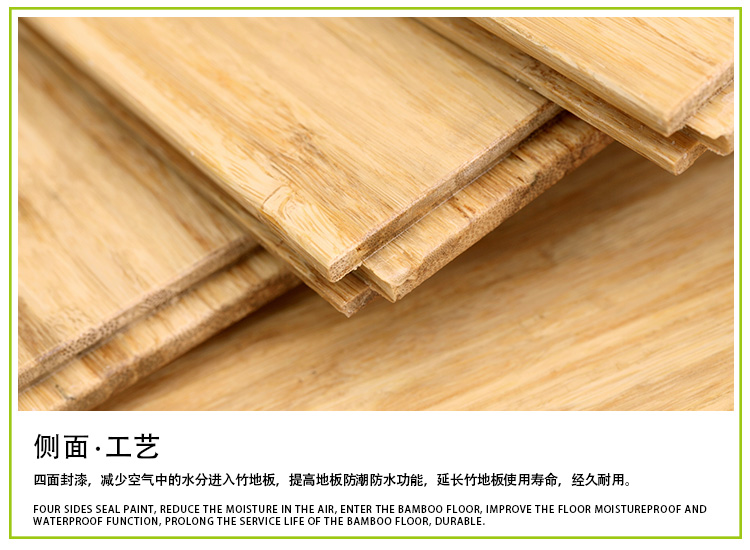 侧面·工艺
四面封漆，减少空气中的水分进入竹地板，提高地板防潮防水功能，延长竹地板使用寿命，经久耐用。
FOUR SIDES SEAL PAINT, REDUCE THE MOISTURE IN THE AIR, ENTER THE BAMBOO FLOOR, IMPROVE THE FLOOR MOISTUREPROOF AND
WATERPROOF FUNCTION, PROLONG THE SERVICE LIFE OF THE BAMBOO FLOOR, DURABLE.